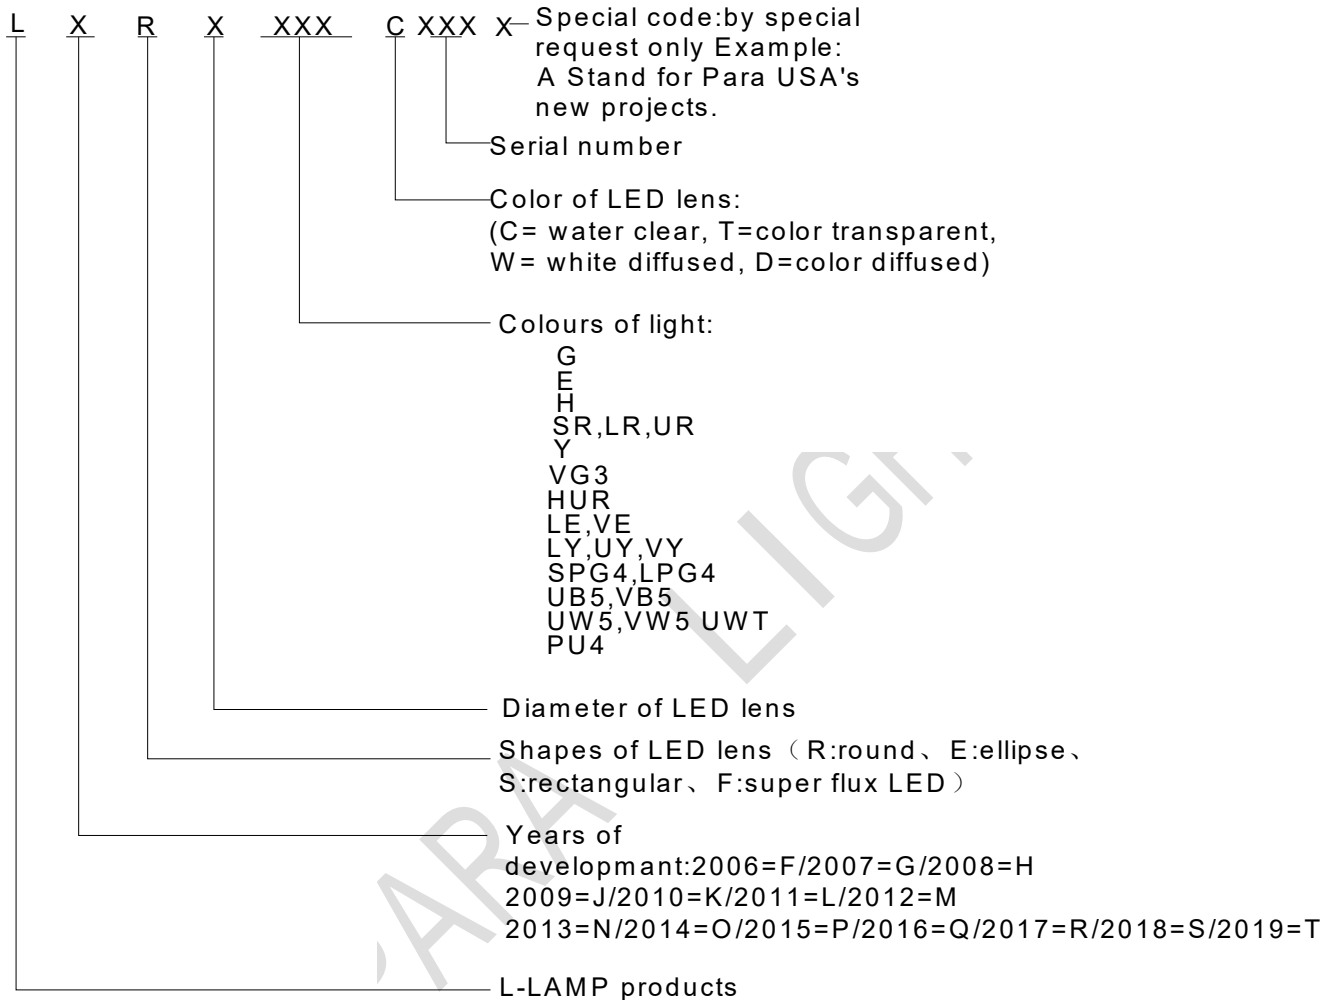 L X R X XXX C XXX X
Special code:by special
request only Example:
A Stand for Para USA's
new projects.
Serial number
Color of LED lens:
(C= water clear, T=color transparent,
W= white diffused, D=color diffused)
Colours of light:
G
E
H
SR,LR,UR
Y
VG3
HUR
LE,VE
LY,UY,VY
SPG4,LPG4
UB5,VB5
UW5,VW5 UWT
PU4
Diameter of LED lens
Shapes of LED lens（R:round、E:ellipse、
S:rectangular、F:super flux LED）
Years of
developmant:2006=F/2007=G/2008=H
2009=J/2010=K/2011=L/2012=M
2013=N/2014=O/2015=P/2016=Q/2017=R/2018=S/2019=T
L-LAMP products
PARA LIGH